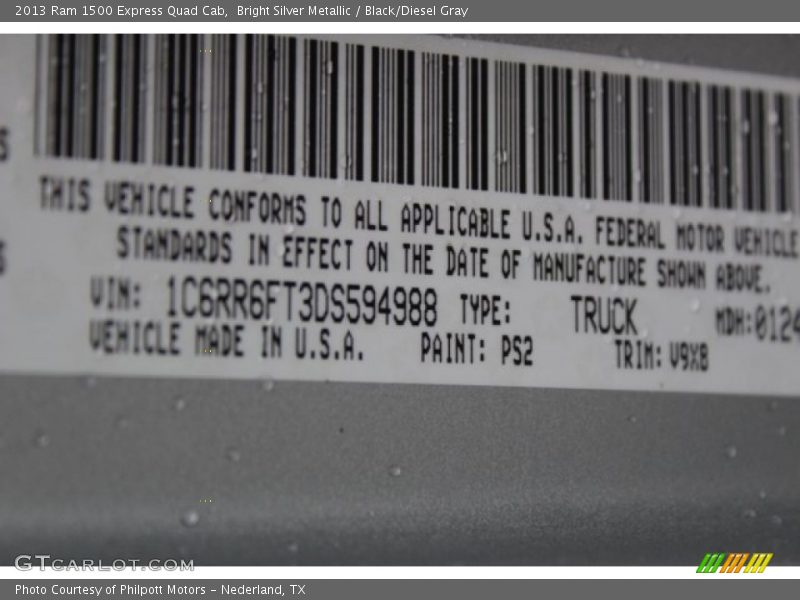 2013 Ram 1500 Express Quad Cab,  Bright Silver Metallic / Black/Diesel Gray
THIS VEHICLE CONFORMS TO ALL APPLICABLE U.S.A. FEDERAL MOTOR VEHICLE
STANDARDS IN EFFECT ON THE DATE OF MANUFACTURE SHOWN ABOVE.
VIN: 1C6RR6FT3DS594988 TYPE: TRUCK MDH:0124
VEHICLE MADE IN U.S.A. PAINT: PS2 TRIM: V9X8
GTCARLOT.COM
Photo Courtesy of Philpott Motors - Nederland, TX